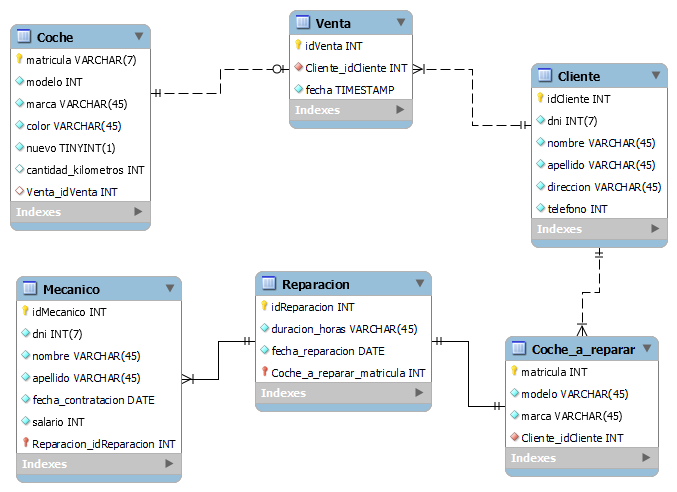 Coche
matricula VARCHAR(7)
modelo INT
marca VARCHAR(45)
color VARCHAR(45)
nuevo TINYINT(1)
cantidad_kilometros INT
Venta_idVenta INT
Indexes
Venta
idVenta INT
Cliente_idCliente INT
fecha TIMESTAMP
Indexes
Cliente
idCliente INT
dni INT(7)
nombre VARCHAR(45)
apellido VARCHAR(45)
direccion VARCHAR(45)
telefono INT
Indexes
Mecanico
idMecanico INT
dni INT(7)
nombre VARCHAR(45)
apellido VARCHAR(45)
fecha_contratacion DATE
salario INT
Reparacion_idReparacion INT
Indexes
Reparacion
idReparacion INT
duracion_horas VARCHAR(45)
fecha_reparacion DATE
Coche_a_reparar_matricula INT
Indexes
Coche_a_reparar
matricula INT
modelo VARCHAR(45)
marca VARCHAR(45)
Cliente_idCliente INT
Indexes